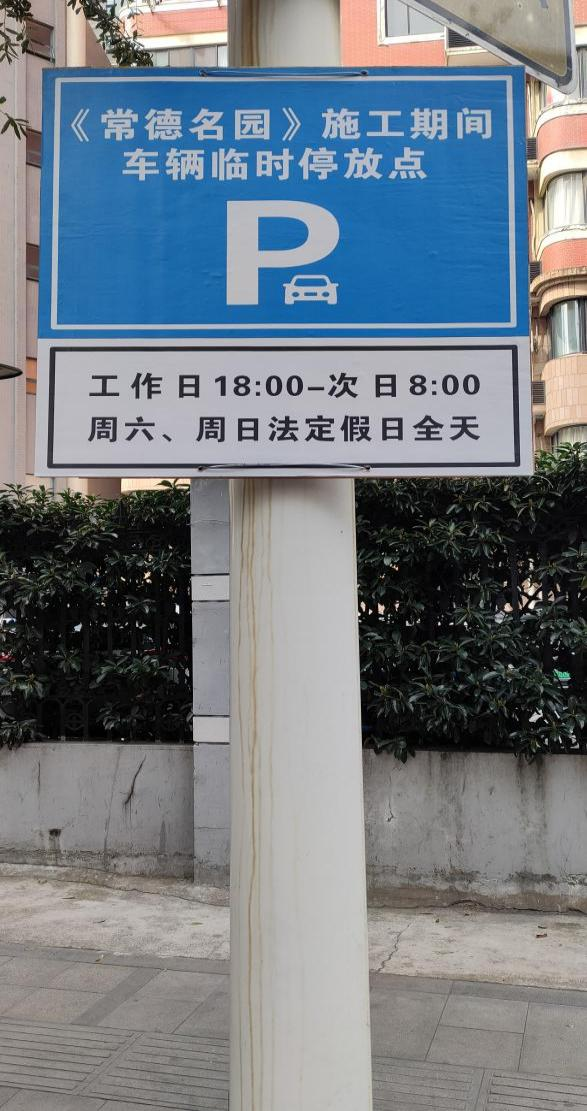 《常德名园》施工期间
车辆临时停放点
P
工作日18:00-次日8:00
周六、周日法定假日全天